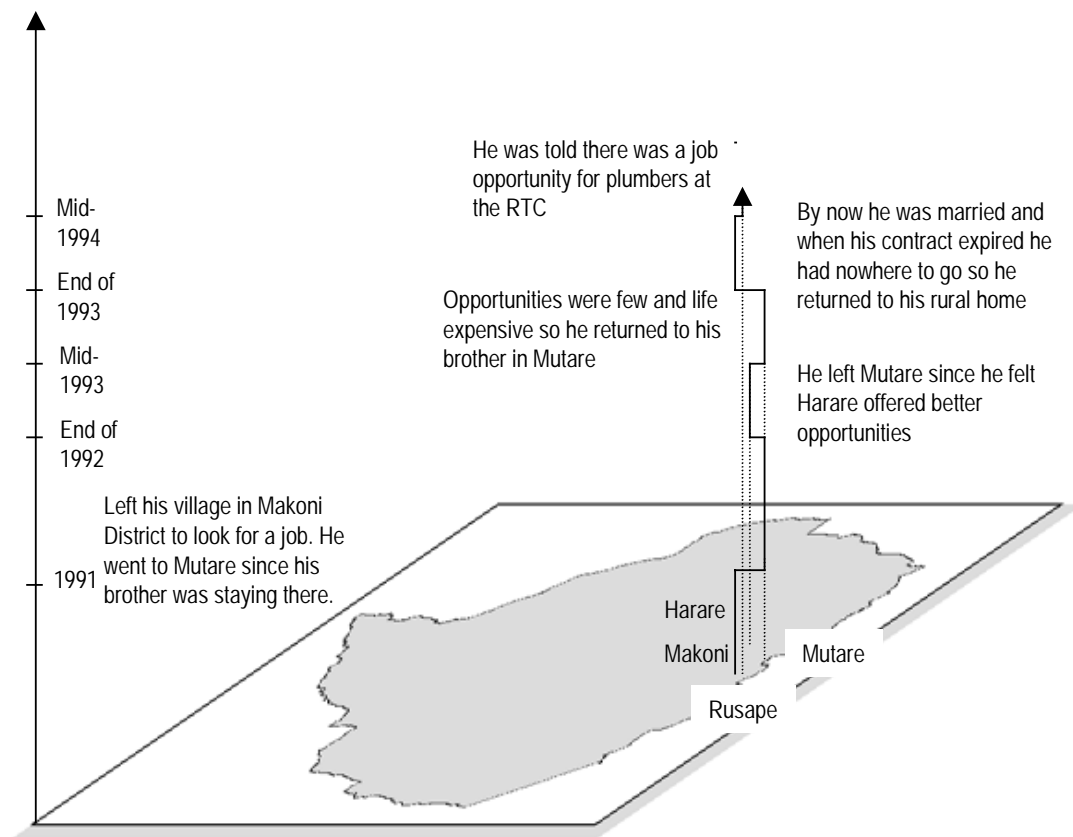 He was told there was a job
opportunity for plumbers at
the RTC
Mid-
1994
By now he was married and
when his contract expired he
had nowhere to go so he
returned to his rural home
End of
1993
Opportunities were few and life
expensive so he returned to his
brother in Mutare
Mid-
1993
He left Mutare since he felt
Harare offered better
opportunities
End of
1992
Left his village in Makoni
District to look for a job. He
went to Mutare since his
brother was staying there.
1991
Harare
Makoni
Mutare
Rusape